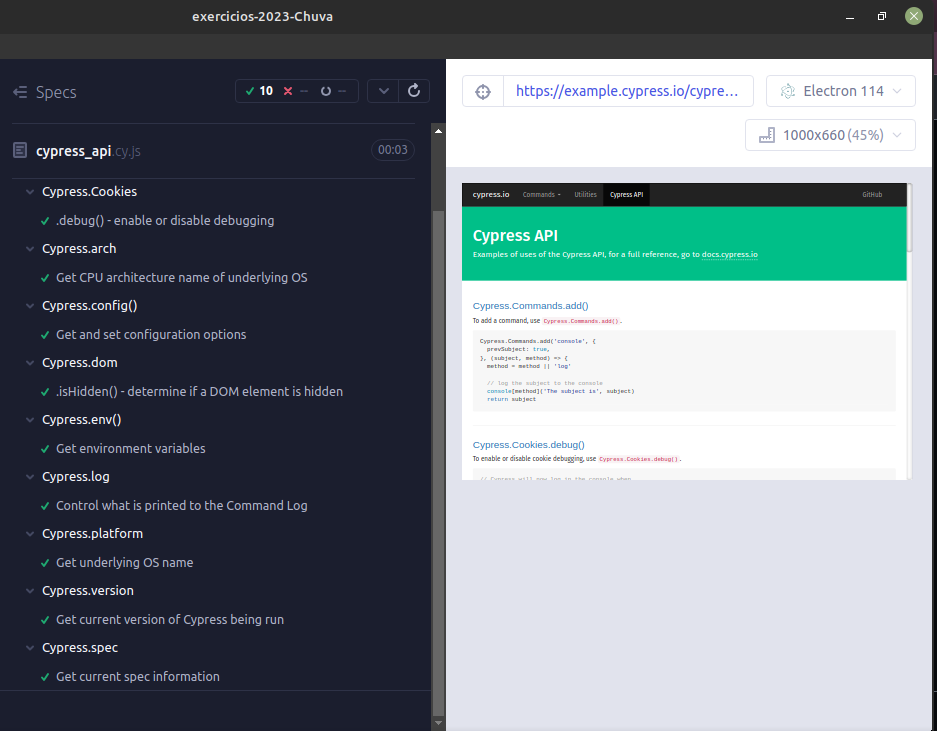 exercicios-2023-Chuva
Specs
10 -- --
cypress_api.cy.js
00:03
Cypress.Cookies
.debug() - enable or disable debugging
Cypress.arch
Get CPU architecture name of underlying OS
Cypress.config()
Get and set configuration options
Cypress.dom
.isHidden() - determine if a DOM element is hidden
Cypress.env()
Get environment variables
Cypress.log
Control what is printed to the Command Log
Cypress.platform
Get underlying OS name
Cypress.version
Get current version of Cypress being run
Cypress.spec
Get current spec information
https://example.cypress.io/cypre...
Electron 114
1000x660 (45%)
cypress.io Commands Utilities Cypress API GitHub
Cypress API
Examples of uses of the Cypress API, for a full reference, go to docs.cypress.io
Cypress.Commands.add()
To add a command, use Cypress.Commands.add().
Cypress.Commands.add('console', {
prevSubject: true,
}, (subject, method) => {
method = method || 'log'
// log the subject to the console
console[method]('The subject is', subject)
return subject
Cypress.Cookies.debug()
To enable or disable cookie debugging, use Cypress.Cookies.debug().
// Cypress will now log in the console when